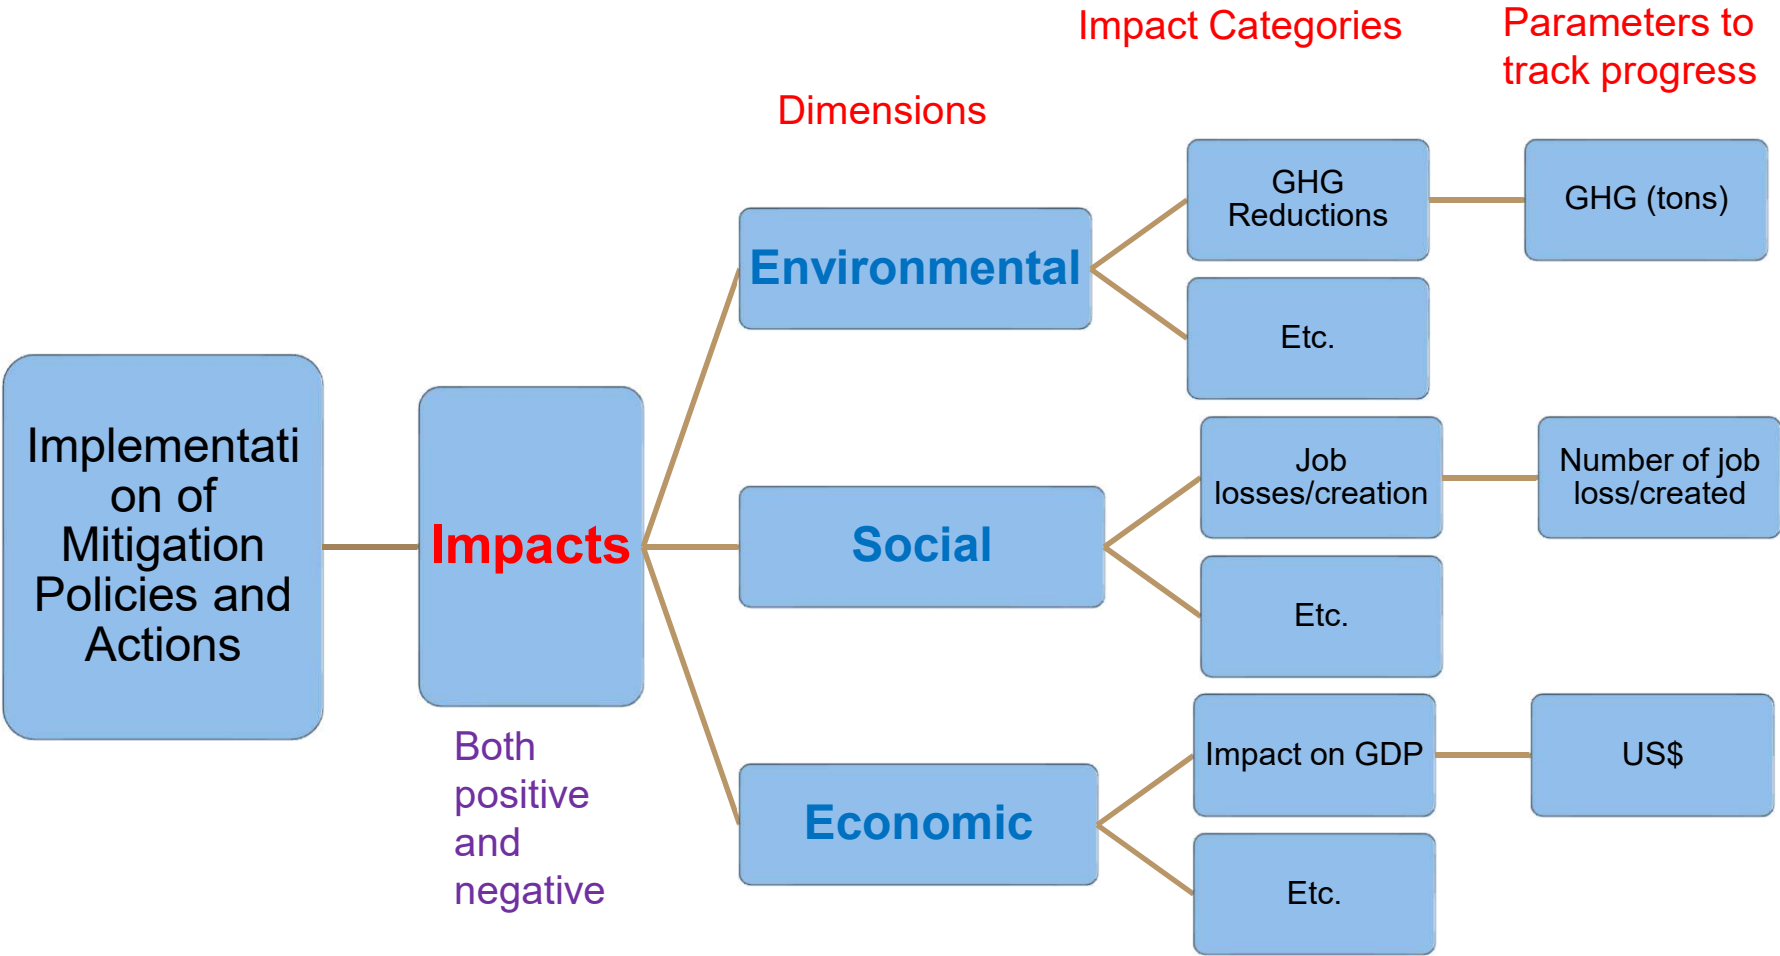 Impact Categories
Parameters to
track progress
Dimensions
GHG
Reductions
GHG (tons)
Environmental
Etc.
Implementati
on of
Mitigation
Policies and
Actions
Impacts
Both
positive
and
negative
Social
Job
losses/creation
Number of job
loss/created
Etc.
Economic
Impact on GDP
US$
Etc.